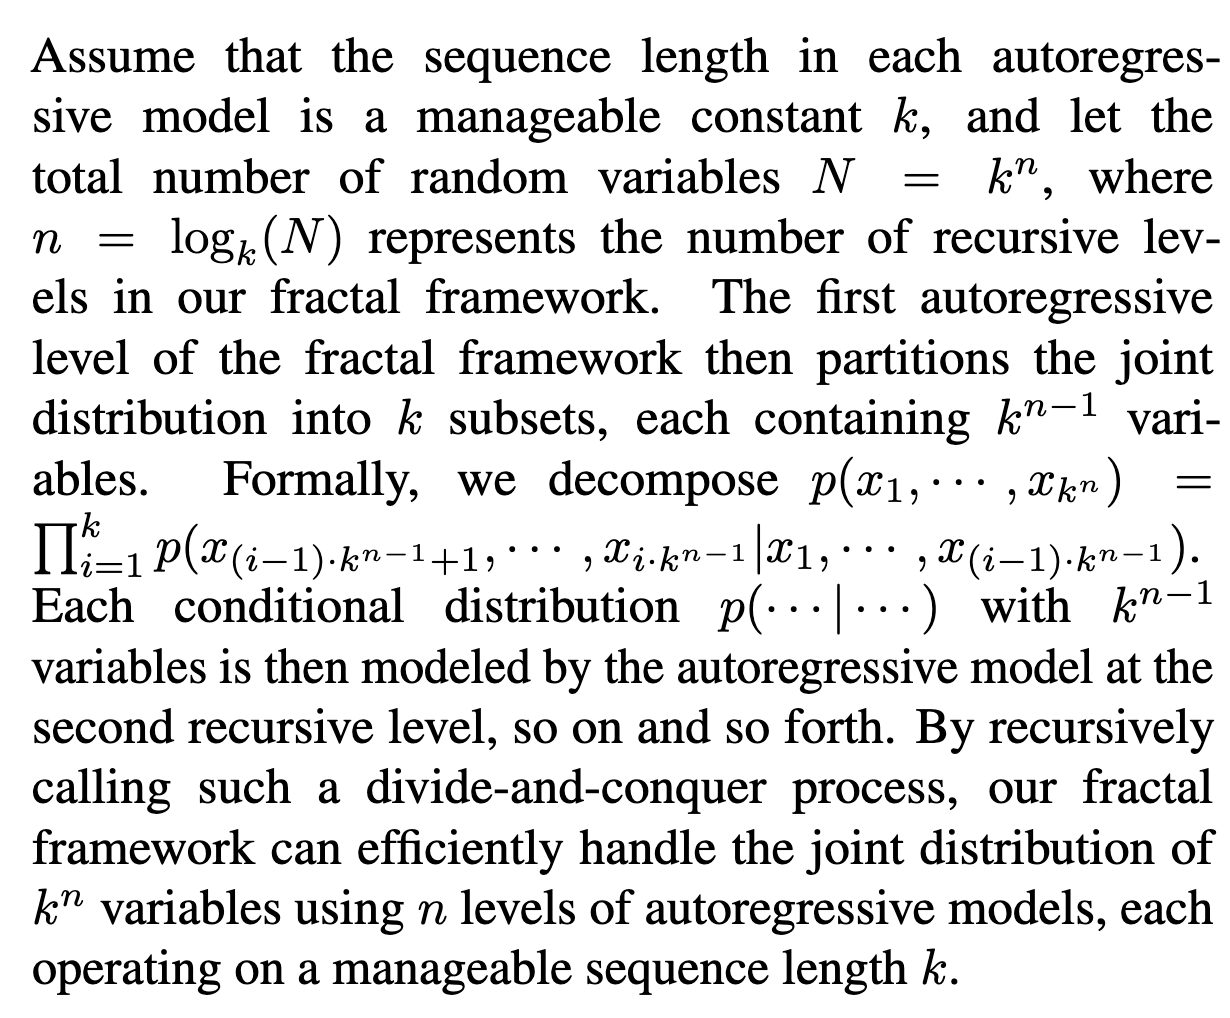 Assume that the sequence length in each autoregres-
sive model is a manageable constant $k$, and let the
total number of random variables $N = k^n$, where
$n = \log_k(N)$ represents the number of recursive lev-
els in our fractal framework. The first autoregressive
level of the fractal framework then partitions the joint
distribution into $k$ subsets, each containing $k^{n-1}$ vari-
ables. Formally, we decompose $p(x_1, \cdots, x_{k^n}) =$
$\prod_{i=1}^{k} p(x_{(i-1) \cdot k^{n-1}+1}, \cdots, x_{i \cdot k^{n-1}} | x_1, \cdots, x_{(i-1) \cdot k^{n-1}})$.
Each conditional distribution $p(\cdots | \cdots)$ with $k^{n-1}$
variables is then modeled by the autoregressive model at the
second recursive level, so on and so forth. By recursively
calling such a divide-and-conquer process, our fractal
framework can efficiently handle the joint distribution of
$k^n$ variables using $n$ levels of autoregressive models, each
operating on a manageable sequence length $k$.